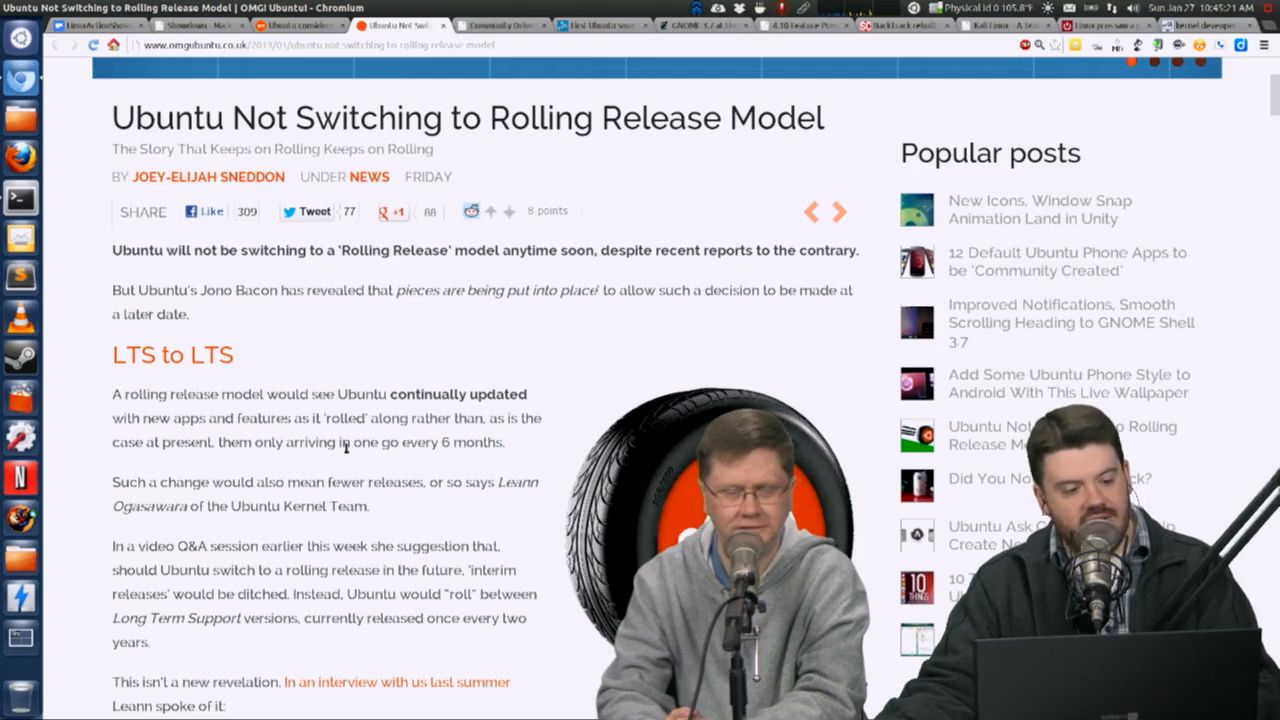 Ubuntu Not Switching to Rolling Release Model | OMG! Ubuntu! - Chromium
Physical id 0 105.8°F
Sun, Jan 27, 10:45:21 AM
www.omgubuntu.co.uk/2013/01/ubuntu-not-switching-to-rolling-release-model
Ubuntu Not Switching to Rolling Release Model
The Story That Keeps on Rolling Keeps on Rolling
BY JOEY-ELIJAH SNEDDON UNDER NEWS FRIDAY
SHARE Like 309 Tweet 77 +1 88 8 points
Ubuntu will not be switching to a 'Rolling Release' model anytime soon, despite recent reports to the contrary.
But Ubuntu's Jono Bacon has revealed that pieces are being put into place' to allow such a decision to be made at
a later date.
LTS to LTS
A rolling release model would see Ubuntu continually updated
with new apps and features as it 'rolled' along rather than, as is the
case at present, them only arriving in one go every 6 months.
Such a change would also mean fewer releases, or so says Leann
Ogasawara of the Ubuntu Kernel Team.
In a video Q&A session earlier this week she suggestion that,
should Ubuntu switch to a rolling release in the future, 'interim
releases' would be ditched. Instead, Ubuntu would "roll" between
Long Term Support versions, currently released once every two
years.
This isn't a new revelation. In an interview with us last summer
Leann spoke of it:
Popular posts
New Icons, Window Snap
Animation Land in Unity
12 Default Ubuntu Phone Apps to
be 'Community Created'
Improved Notifications, Smooth
Scrolling Heading to GNOME Shell
3.7
Add Some Ubuntu Phone Style to
Android With This Live Wallpaper
Ubuntu Not Rolling
Release
Did You
Ubuntu
Create
10
THINGS
10